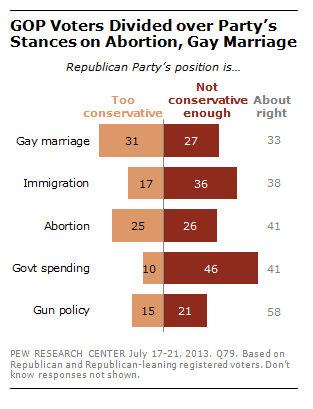 GOP Voters Divided over Party's
Stances on Abortion, Gay Marriage
Republican Party's position is…
Too conservative
Not conservative enough
About right
Gay marriage 31 27 33
Immigration 17 36 38
Abortion 25 26 41
Govt spending 10 46 41
Gun policy 15 21 58
PEW RESEARCH CENTER July 17-21, 2013. Q79. Based on
Republican and Republican-leaning registered voters. Don't
know responses not shown.